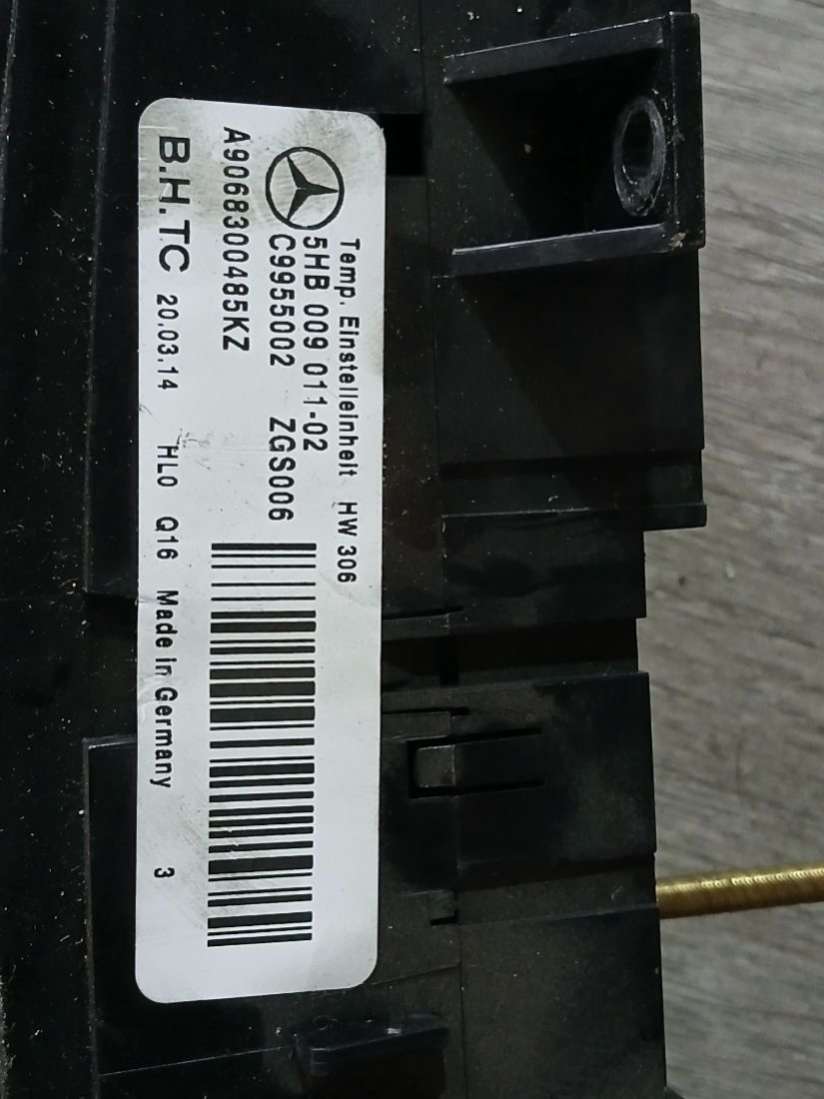 Temp. Einstelleinheit HW 306
5HB 009 011-02
C9955002 ZGS006
A9068300485KZ
B.H.TC 20.03.14 HL0 Q16 Made in Germany 3